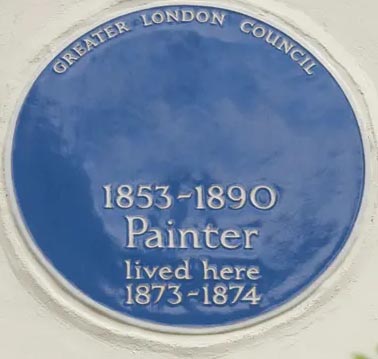 GREATER LONDON COUNCIL
1853-1890
Painter
lived here
1873-1874